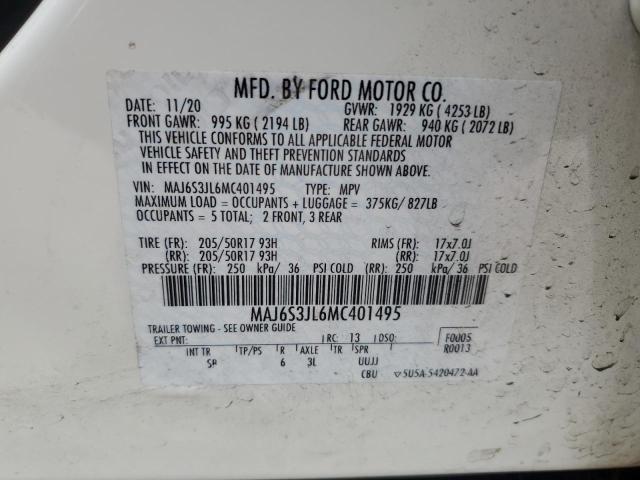 MFD. BY FORD MOTOR CO.
DATE: 11/20 GVWR: 1929 KG ( 4253 LB)
FRONT GAWR: 995 KG ( 2194 LB) REAR GAWR: 940 KG ( 2072 LB)
THIS VEHICLE CONFORMS TO ALL APPLICABLE FEDERAL MOTOR
VEHICLE SAFETY AND THEFT PREVENTION STANDARDS
IN EFFECT ON THE DATE OF MANUFACTURE SHOWN ABOVE.
VIN: MAJ6S3JL6MC401495 TYPE: MPV
MAXIMUM LOAD = OCCUPANTS + LUGGAGE = 375KG/ 827LB
OCCUPANTS = 5 TOTAL; 2 FRONT, 3 REAR
TIRE (FR): 205/50R17 93H RIMS (FR): 17x7.0J
(RR): 205/50R17 93H (RR): 17x7.0J
PRESSURE (FR): 250 kPa/ 36 PSI COLD (RR): 250 kPa/ 36 PSI COLD
MAJ6S3JL6MC401495
TRAILER TOWING - SEE OWNER GUIDE
EXT PNT: RC: 13 DSO: F0005
R0013
INT TR TP/PS R AXLE TR SPR
6 3L UUJJ
CBU 5U5A-5420472-AA